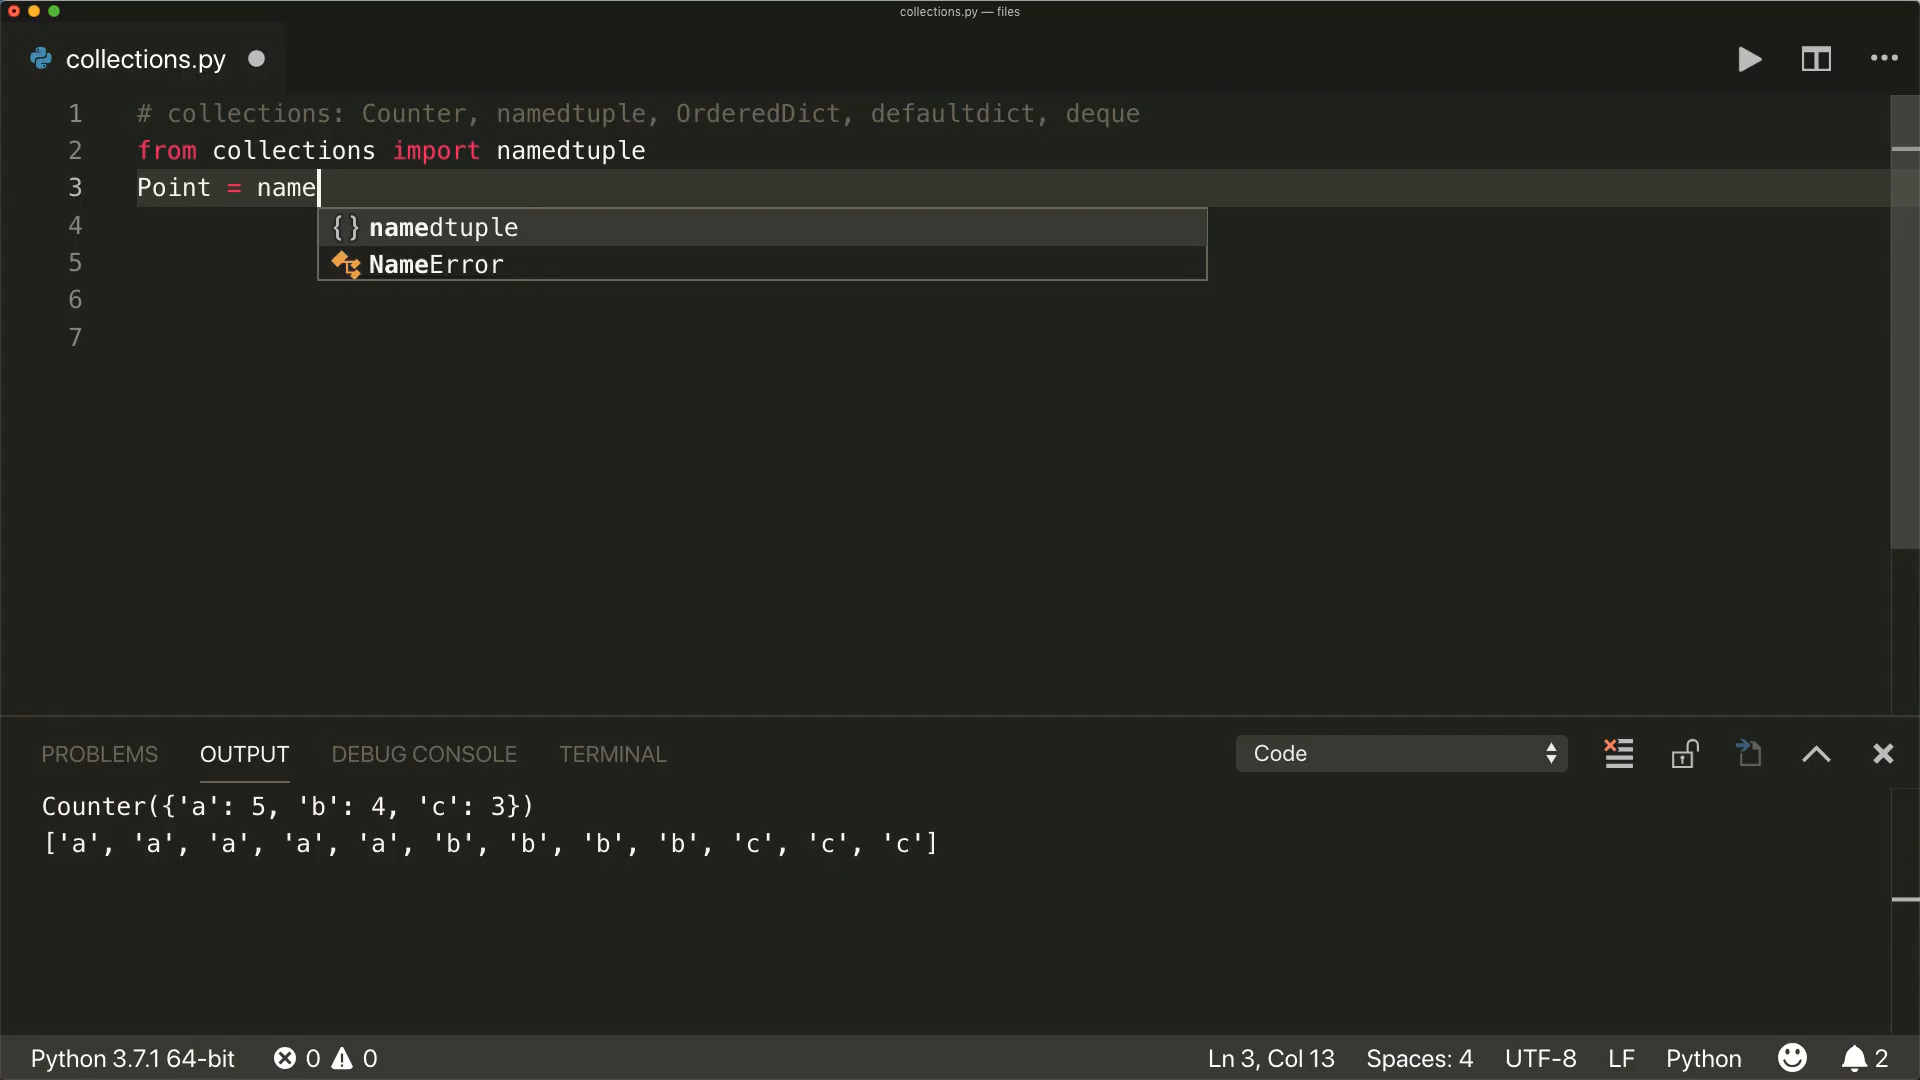 collections.py — files
collections.py
1 # collections: Counter, namedtuple, OrderedDict, defaultdict, deque
2 from collections import namedtuple
3 Point = name
4 {} namedtuple
5 NameError
6
7
PROBLEMS OUTPUT DEBUG CONSOLE TERMINAL Code
Counter({'a': 5, 'b': 4, 'c': 3})
['a', 'a', 'a', 'a', 'a', 'b', 'b', 'b', 'b', 'c', 'c', 'c']
Python 3.7.1 64-bit 0 0 Ln 3, Col 13 Spaces: 4 UTF-8 LF Python 2